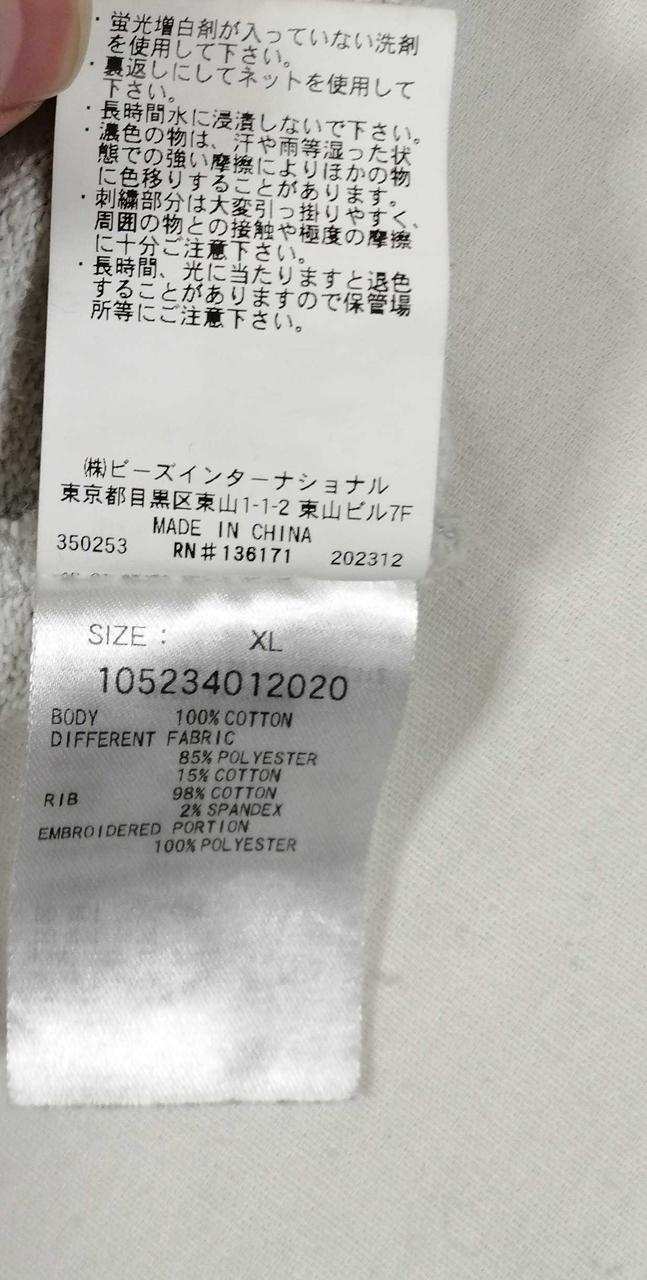 ・蛍光増白剤が入っていない洗剤
を使用して下さい。
・裏返しにしてネットを使用して
下さい。
・長時間水に浸漬しないで下さい。
・濃色の物は、汗や雨等湿った状
態での強い摩擦によりほかの物
に色移りすることがあります。
・刺繍部分は大変引っ掛りやすく、
周囲の物との接触や極度の摩擦
に十分ご注意下さい。
・長時間、光に当たりますと退色
することがありますので保管場
所等にご注意下さい。
㈱ビーズインターナショナル
東京都目黒区東山1-1-2 東山ビル7F
MADE IN CHINA
350253 RN#136171 202312
SIZE: XL
105234012020
BODY 100% COTTON
DIFFERENT FABRIC
85% POLYESTER
15% COTTON
RIB 98% COTTON
2% SPANDEX
EMBROIDERED PORTION
100% POLYESTER